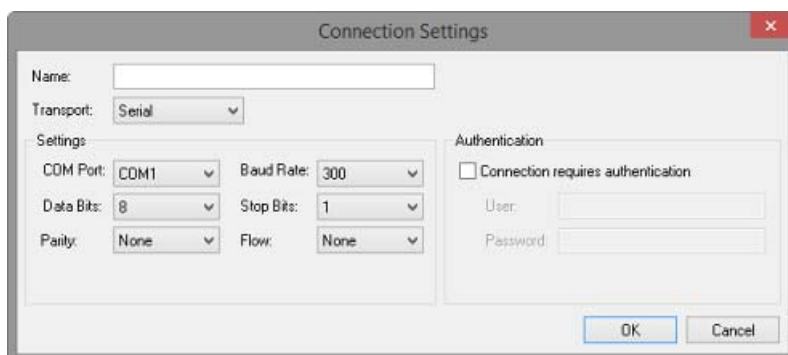 Connection Settings
Name:
Transport: Serial
Settings
Authentication
COM Port: COM1 Baud Rate: 300
Connection requires authentication
Data Bits: 8 Stop Bits: 1
User:
Parity: None Flow: None
Password:
OK Cancel